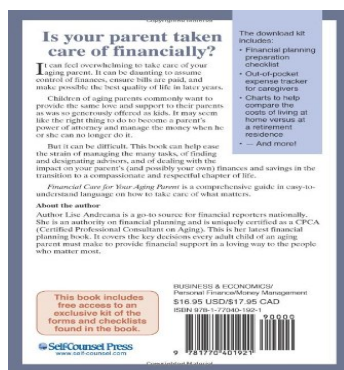 Copyrighted Material
Is your parent taken
care of financially?
It can feel overwhelming to take care of your
aging parent. It can be daunting to assume
control of finances, ensure bills are paid, and
make possible the best quality of life in later years.
Children of aging parents commonly want to
provide the same love and support to their parents
as was so generously offered as kids. It may seem
like the right thing to do to become a parent's
power of attorney and manage the money when he
or she can no longer do it.
But it can be difficult. This book can help ease
the strain of managing the many tasks, of finding
and designating advisors, and of dealing with the
impact on your parent's (and possibly your own) finances and savings in the
transition to a compassionate and respectful chapter of life.
Financial Care for Your Aging Parent is a comprehensive guide in easy-to-
understand language on how to take care of what matters.
About the author
Author Lise Andreana is a go-to source for financial reporters nationally.
She is an authority on financial planning and is uniquely certified as a CPCA
(Certified Professional Consultant on Aging). This is her latest financial
planning book. It covers the key decisions every adult child of an aging
parent must make to provide financial support in a loving way to the people
who matter most.
The download kit
includes:
• Financial planning
preparation
checklist
• Out-of-pocket
expense tracker
for caregivers
• Charts to help
compare the
costs of living at
home versus at
a retirement
residence
• — And more!
This book includes
free access to an
exclusive kit of the
forms and checklists
found in the book.
Self-Counsel Press
www.self-counsel.com
BUSINESS & ECONOMICS/
Personal Finance/Money Management
$16.95 USD/$17.95 CAD
ISBN 978-1-77040-192-1
90000
9 781770 401921
Copyrighted Material